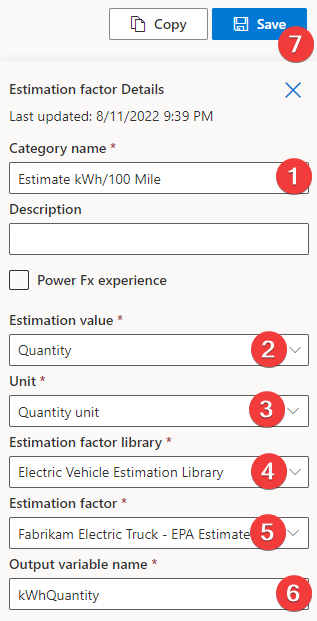 Copy
Save
7
Estimation factor Details
Last updated: 8/11/2022 9:39 PM
Category name *
Estimate kWh/100 Mile
1
Description
Power Fx experience
Estimation value *
Quantity
2
Unit *
Quantity unit
3
Estimation factor library *
Electric Vehicle Estimation Library
4
Estimation factor *
Fabrikam Electric Truck - EPA Estimate
5
Output variable name *
kWhQuantity
6